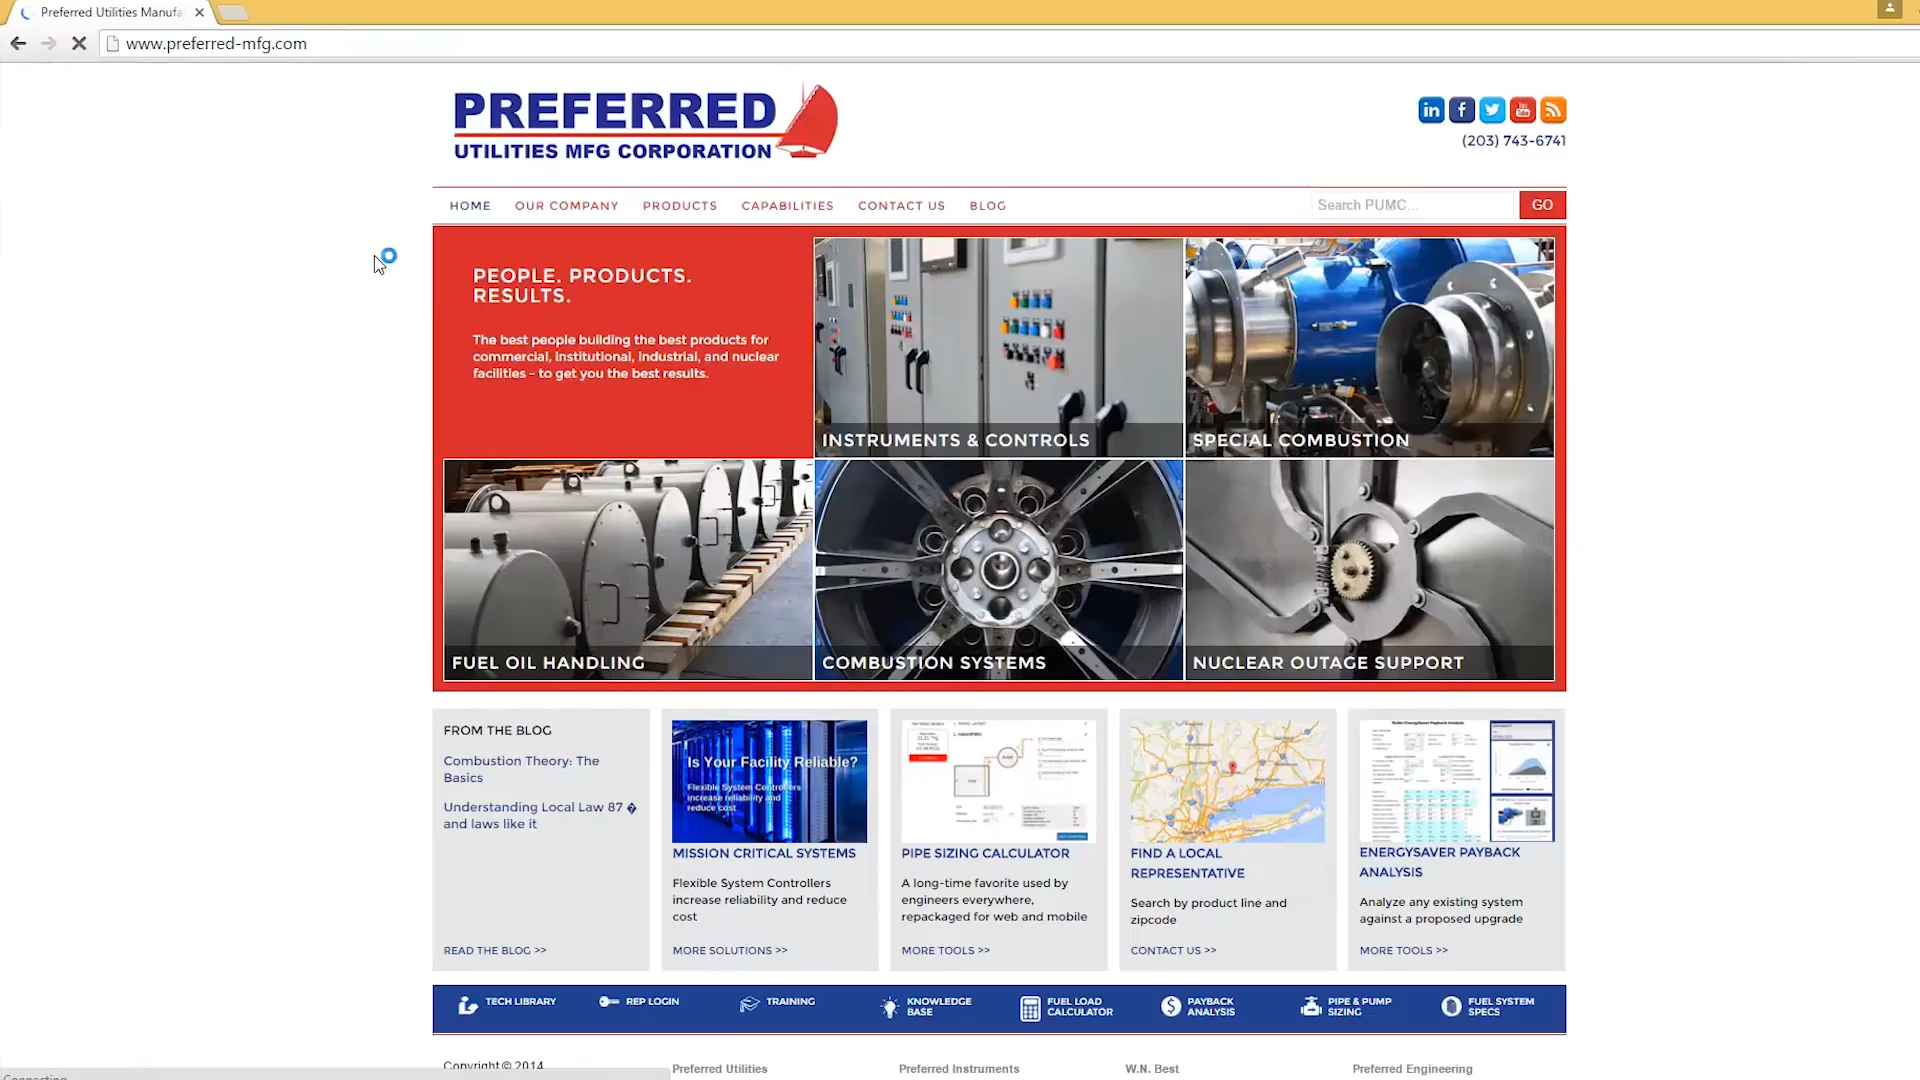 Preferred Utilities Manufa
www.preferred-mfg.com
PREFERRED
UTILITIES MFG CORPORATION
(203) 743-6741
HOME
OUR COMPANY
PRODUCTS
CAPABILITIES
CONTACT US
BLOG
Search PUMC...
GO
PEOPLE. PRODUCTS.
RESULTS.
The best people building the best products for
commercial, institutional, industrial, and nuclear
facilities - to get you the best results.
INSTRUMENTS & CONTROLS
SPECIAL COMBUSTION
FUEL OIL HANDLING
COMBUSTION SYSTEMS
NUCLEAR OUTAGE SUPPORT
FROM THE BLOG
Combustion Theory: The
Basics
Understanding Local Law 87 �
and laws like it
READ THE BLOG >>
Is Your Facility Reliable?
Flexible System Controllers
increase reliability and
reduce cost
MISSION CRITICAL SYSTEMS
Flexible System Controllers
increase reliability and reduce
cost
MORE SOLUTIONS >>
PIPE SIZING CALCULATOR
A long-time favorite used by
engineers everywhere,
repackaged for web and mobile
MORE TOOLS >>
FIND A LOCAL
REPRESENTATIVE
Search by product line and
zipcode
CONTACT US >>
ENERGYSAVER PAYBACK
ANALYSIS
Analyze any existing system
against a proposed upgrade
MORE TOOLS >>
TECH LIBRARY
REP LOGIN
TRAINING
KNOWLEDGE
BASE
FUEL LOAD
CALCULATOR
PAYBACK
ANALYSIS
PIPE & PUMP
SIZING
FUEL SYSTEM
SPECS
Copyright © 2014
Preferred Utilities
Preferred Instruments
W.N. Best
Preferred Engineering